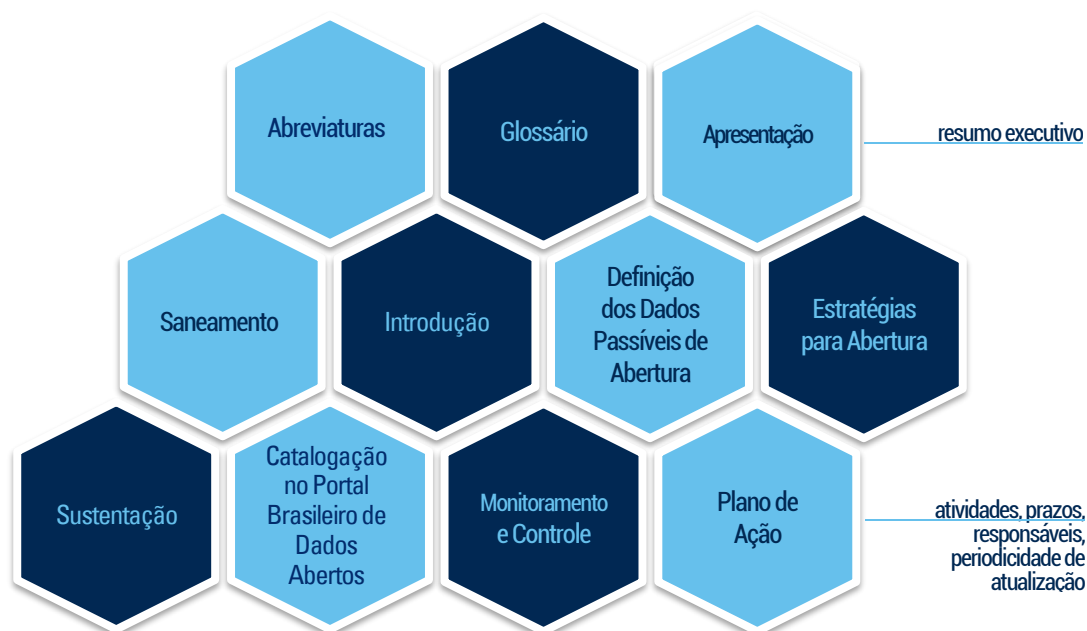 Abreviaturas
Glossário
Apresentação
resumo executivo
Saneamento
Introdução
Definição
dos Dados
Passíveis de
Abertura
Estratégias
para Abertura
Sustentação
Catalogação
no Portal
Brasileiro de
Dados
Abertos
Monitoramento
e Controle
Plano de
Ação
atividades, prazos,
responsáveis,
periodicidade de
atualização